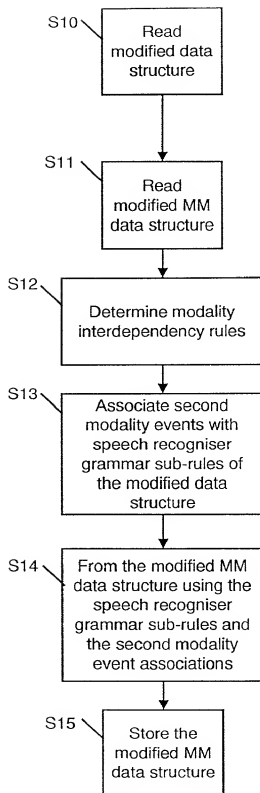 S10
Read
modified data
structure
S11
Read
modified MM
data structure
S12
Determine modality
interdependency rules
S13
Associate second
modality events with
speech recogniser
grammar sub-rules of
the modified data
structure
S14
From the modified MM
data structure using the
speech recogniser
grammar sub-rules and
the second modality
event associations
S15
Store the
modified MM
data structure